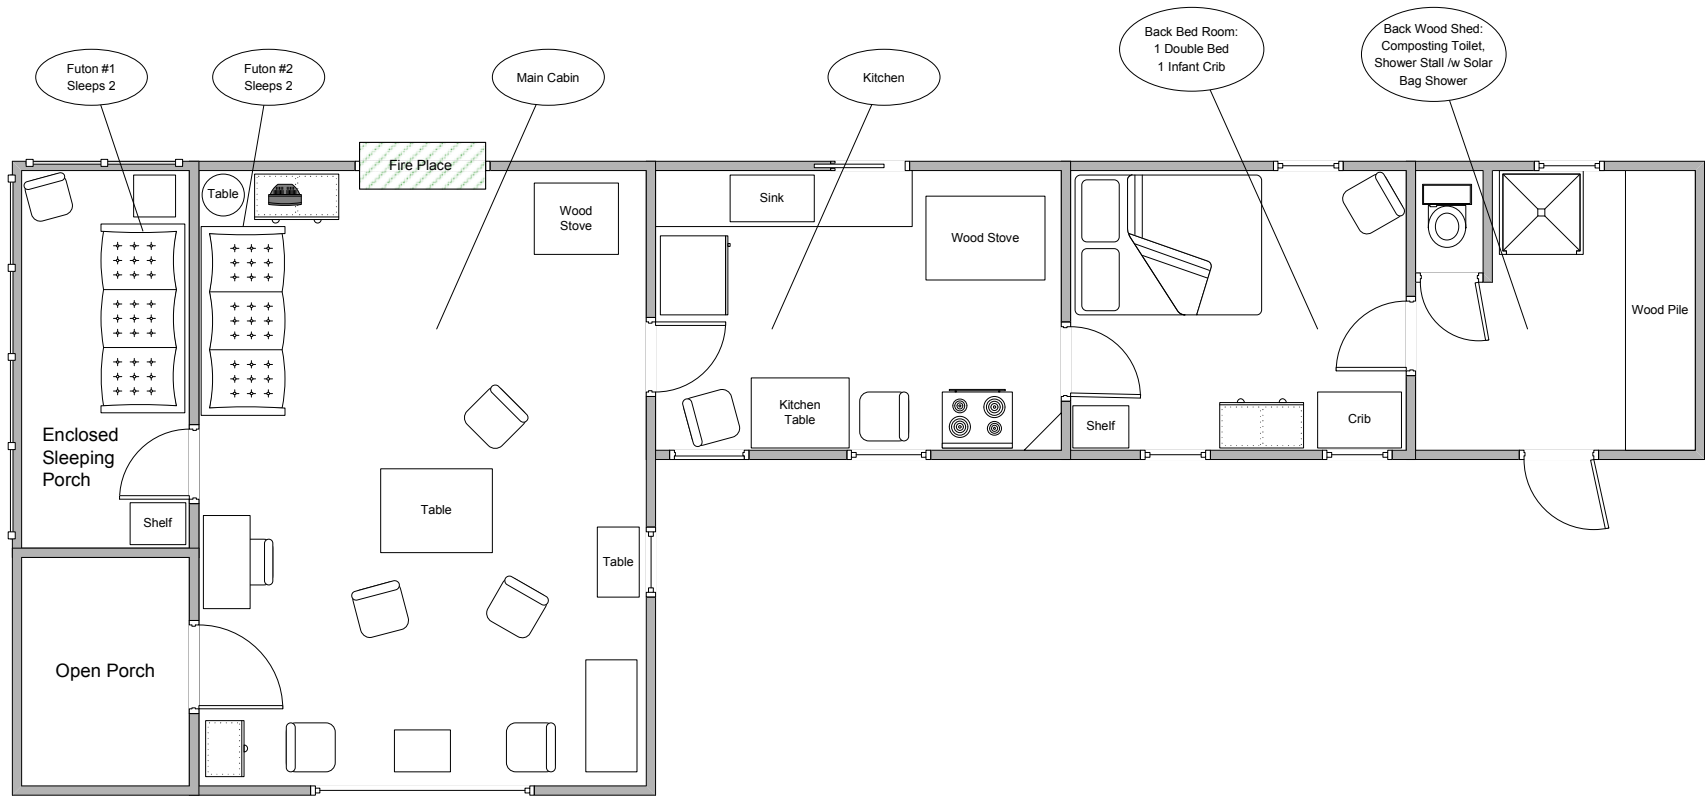 Futon #1
Sleeps 2
Futon #2
Sleeps 2
Main Cabin
Kitchen
Back Bed Room:
1 Double Bed
1 Infant Crib
Back Wood Shed:
Composting Toilet,
Shower Stall /w Solar
Bag Shower
Fire Place
Table
Wood
Stove
Sink
Wood Stove
Wood Pile
Enclosed
Sleeping
Porch
Shelf
Kitchen
Table
Shelf
Crib
Table
Table
Open Porch